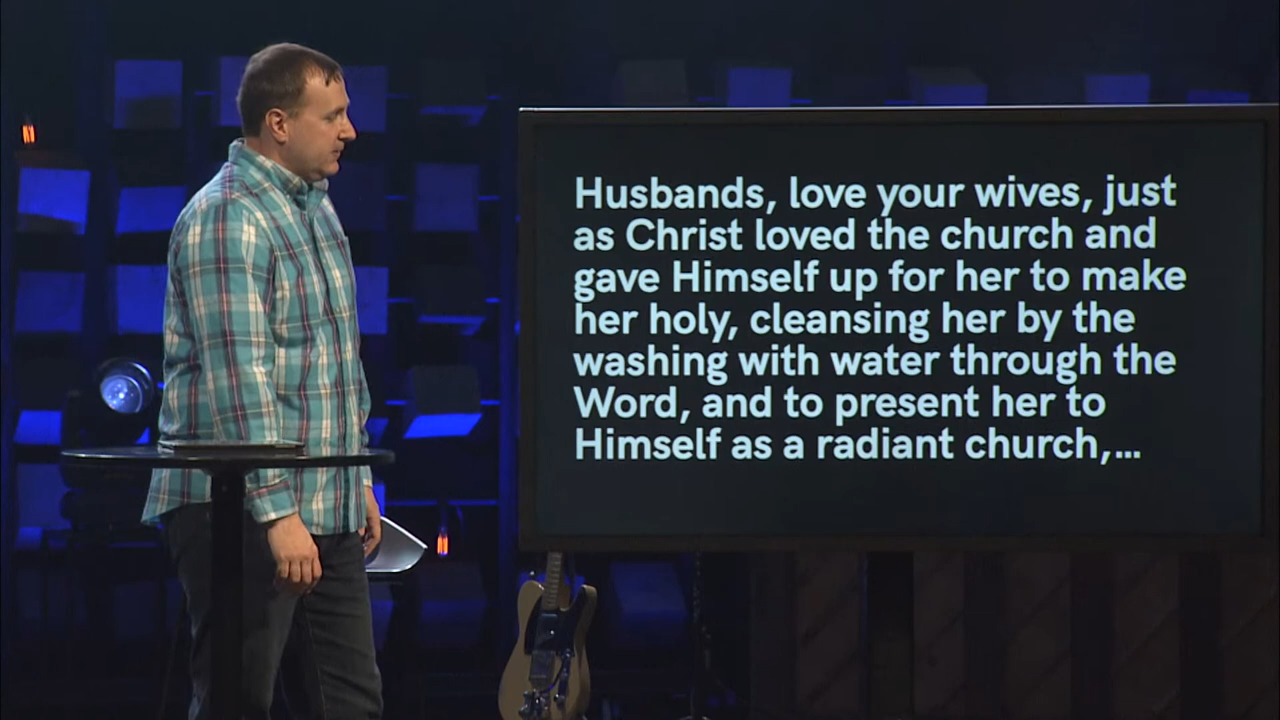 Husbands, love your wives, just
as Christ loved the church and
gave Himself up for her to make
her holy, cleansing her by the
washing with water through the
Word, and to present her to
Himself as a radiant church,...